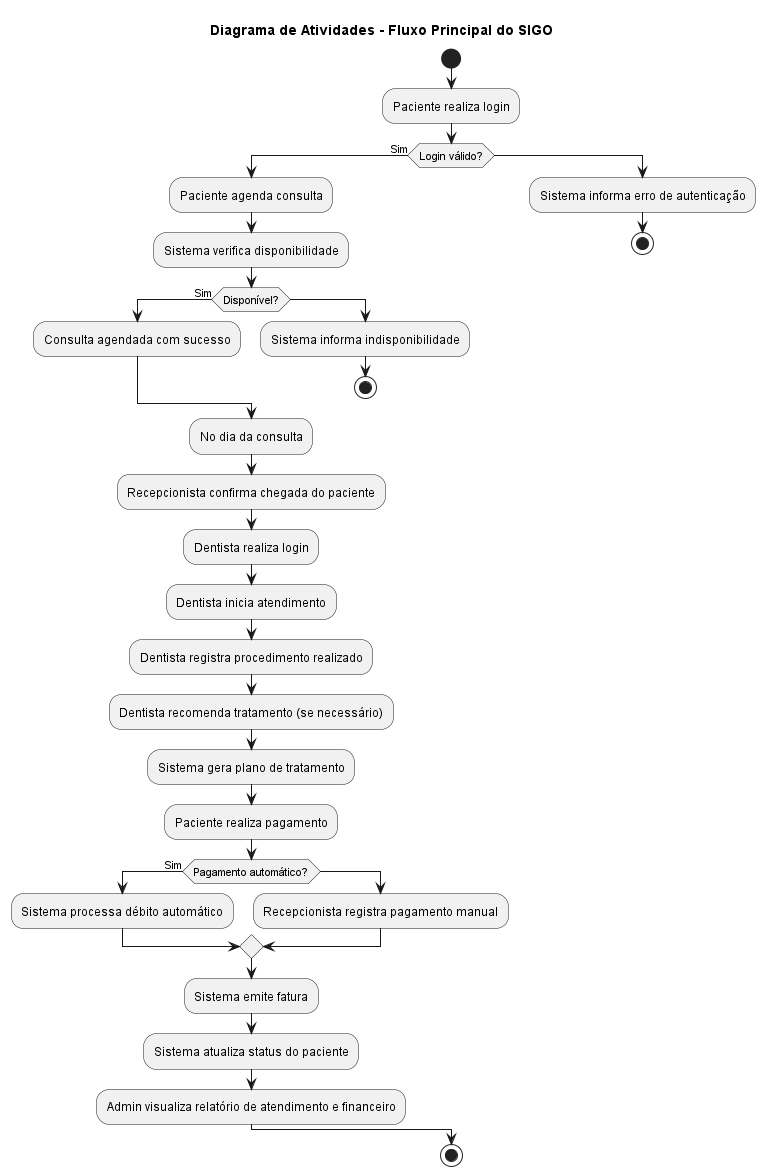 Diagrama de Atividades - Fluxo Principal do SIGO
Paciente realiza login
Login válido?
Sim
Paciente agenda consulta
Sistema informa erro de autenticação
Sistema verifica disponibilidade
Disponível?
Sim
Consulta agendada com sucesso
Sistema informa indisponibilidade
No dia da consulta
Recepcionista confirma chegada do paciente
Dentista realiza login
Dentista inicia atendimento
Dentista registra procedimento realizado
Dentista recomenda tratamento (se necessário)
Sistema gera plano de tratamento
Paciente realiza pagamento
Pagamento automático?
Sim
Sistema processa débito automático
Recepcionista registra pagamento manual
Sistema emite fatura
Sistema atualiza status do paciente
Admin visualiza relatório de atendimento e financeiro